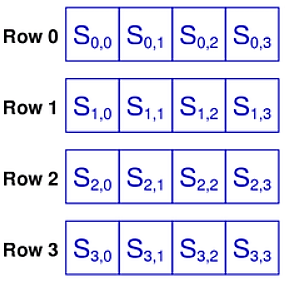 Row 0 S0,0 S0,1 S0,2 S0,3
Row 1 S1,0 S1,1 S1,2 S1,3
Row 2 S2,0 S2,1 S2,2 S2,3
Row 3 S3,0 S3,1 S3,2 S3,3